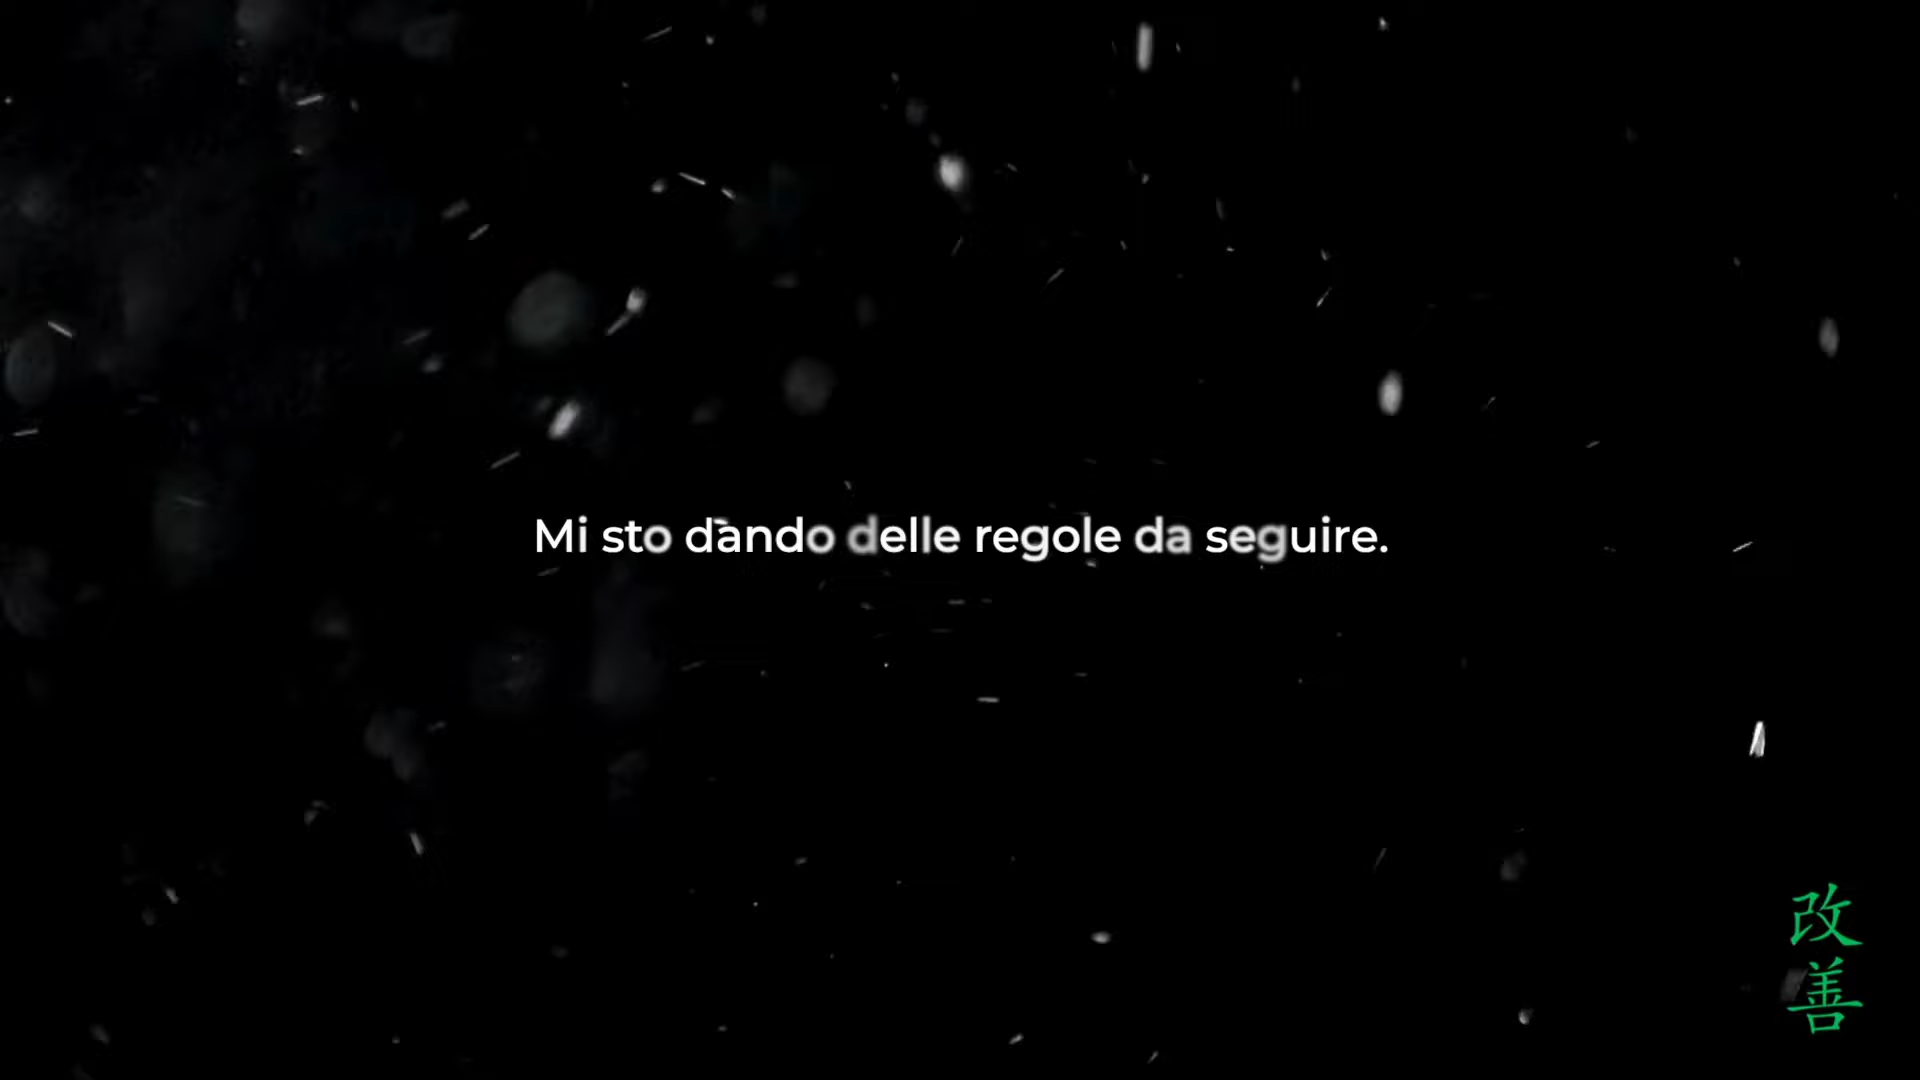 Mi sto dando delle regole da seguire.
改
善